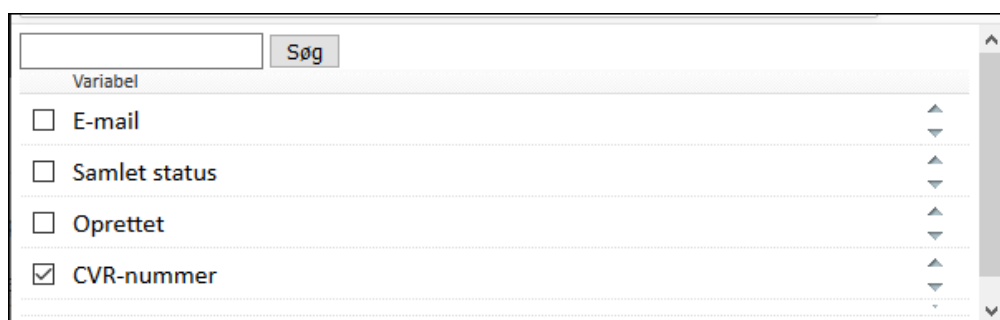 Søg
Variabel
E-mail
Samlet status
Oprettet
CVR-nummer